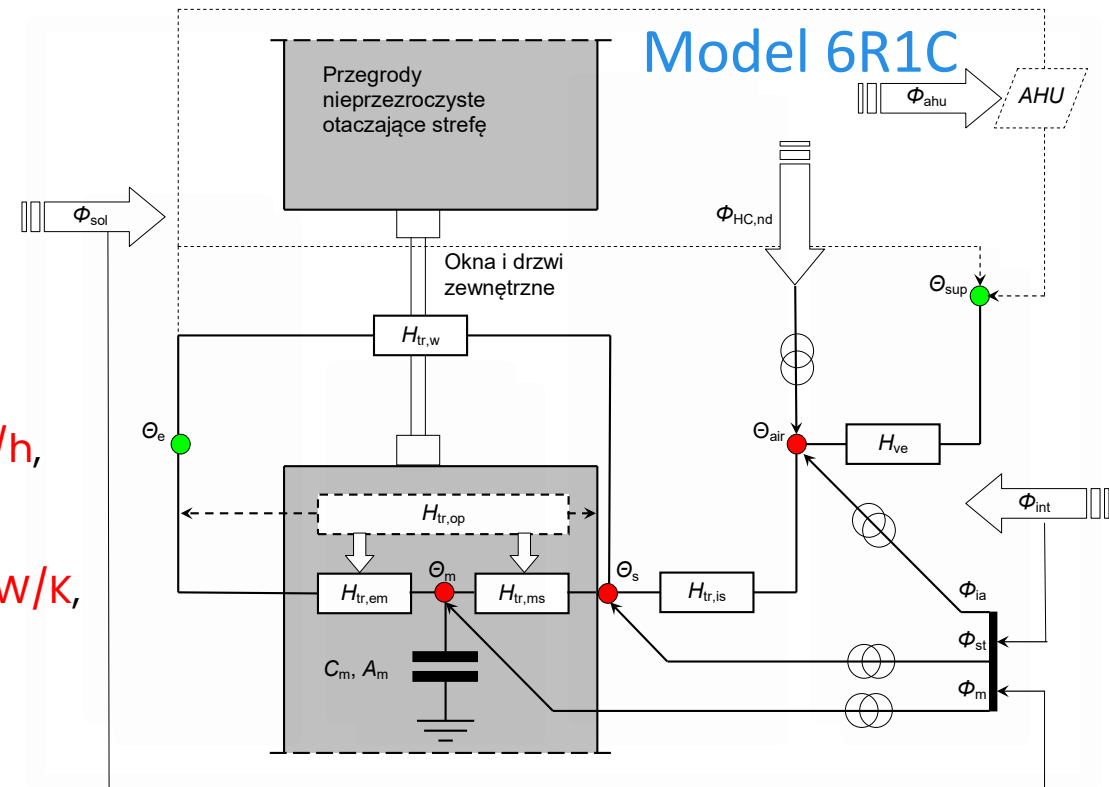 Model 6R1C
Przegrody
nieprzezroczyste
otaczające strefę
Φahu
AHU
Φsol
ΦHC,nd
Okna i drzwi
zewnętrzne
Θsup
Htr,w
Θe
/h,
Θair
Hve
Htr,op
Φint
W/K,
Htr,em
Θm
Htr,ms
Θs
Htr,is
Φia
Φst
Cm, Am
Φm